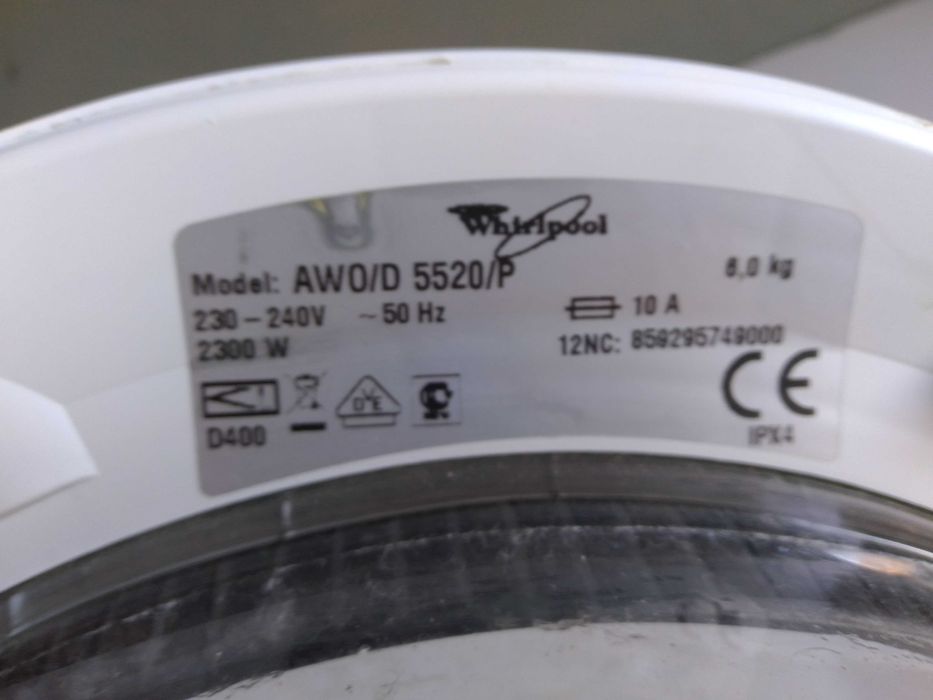 Whirlpool
Model: AWO/D 5520/P
6,0 kg
230-240V ~50 Hz
10 A
2300 W
12NC: 859295749000
D400
CE
IPX4